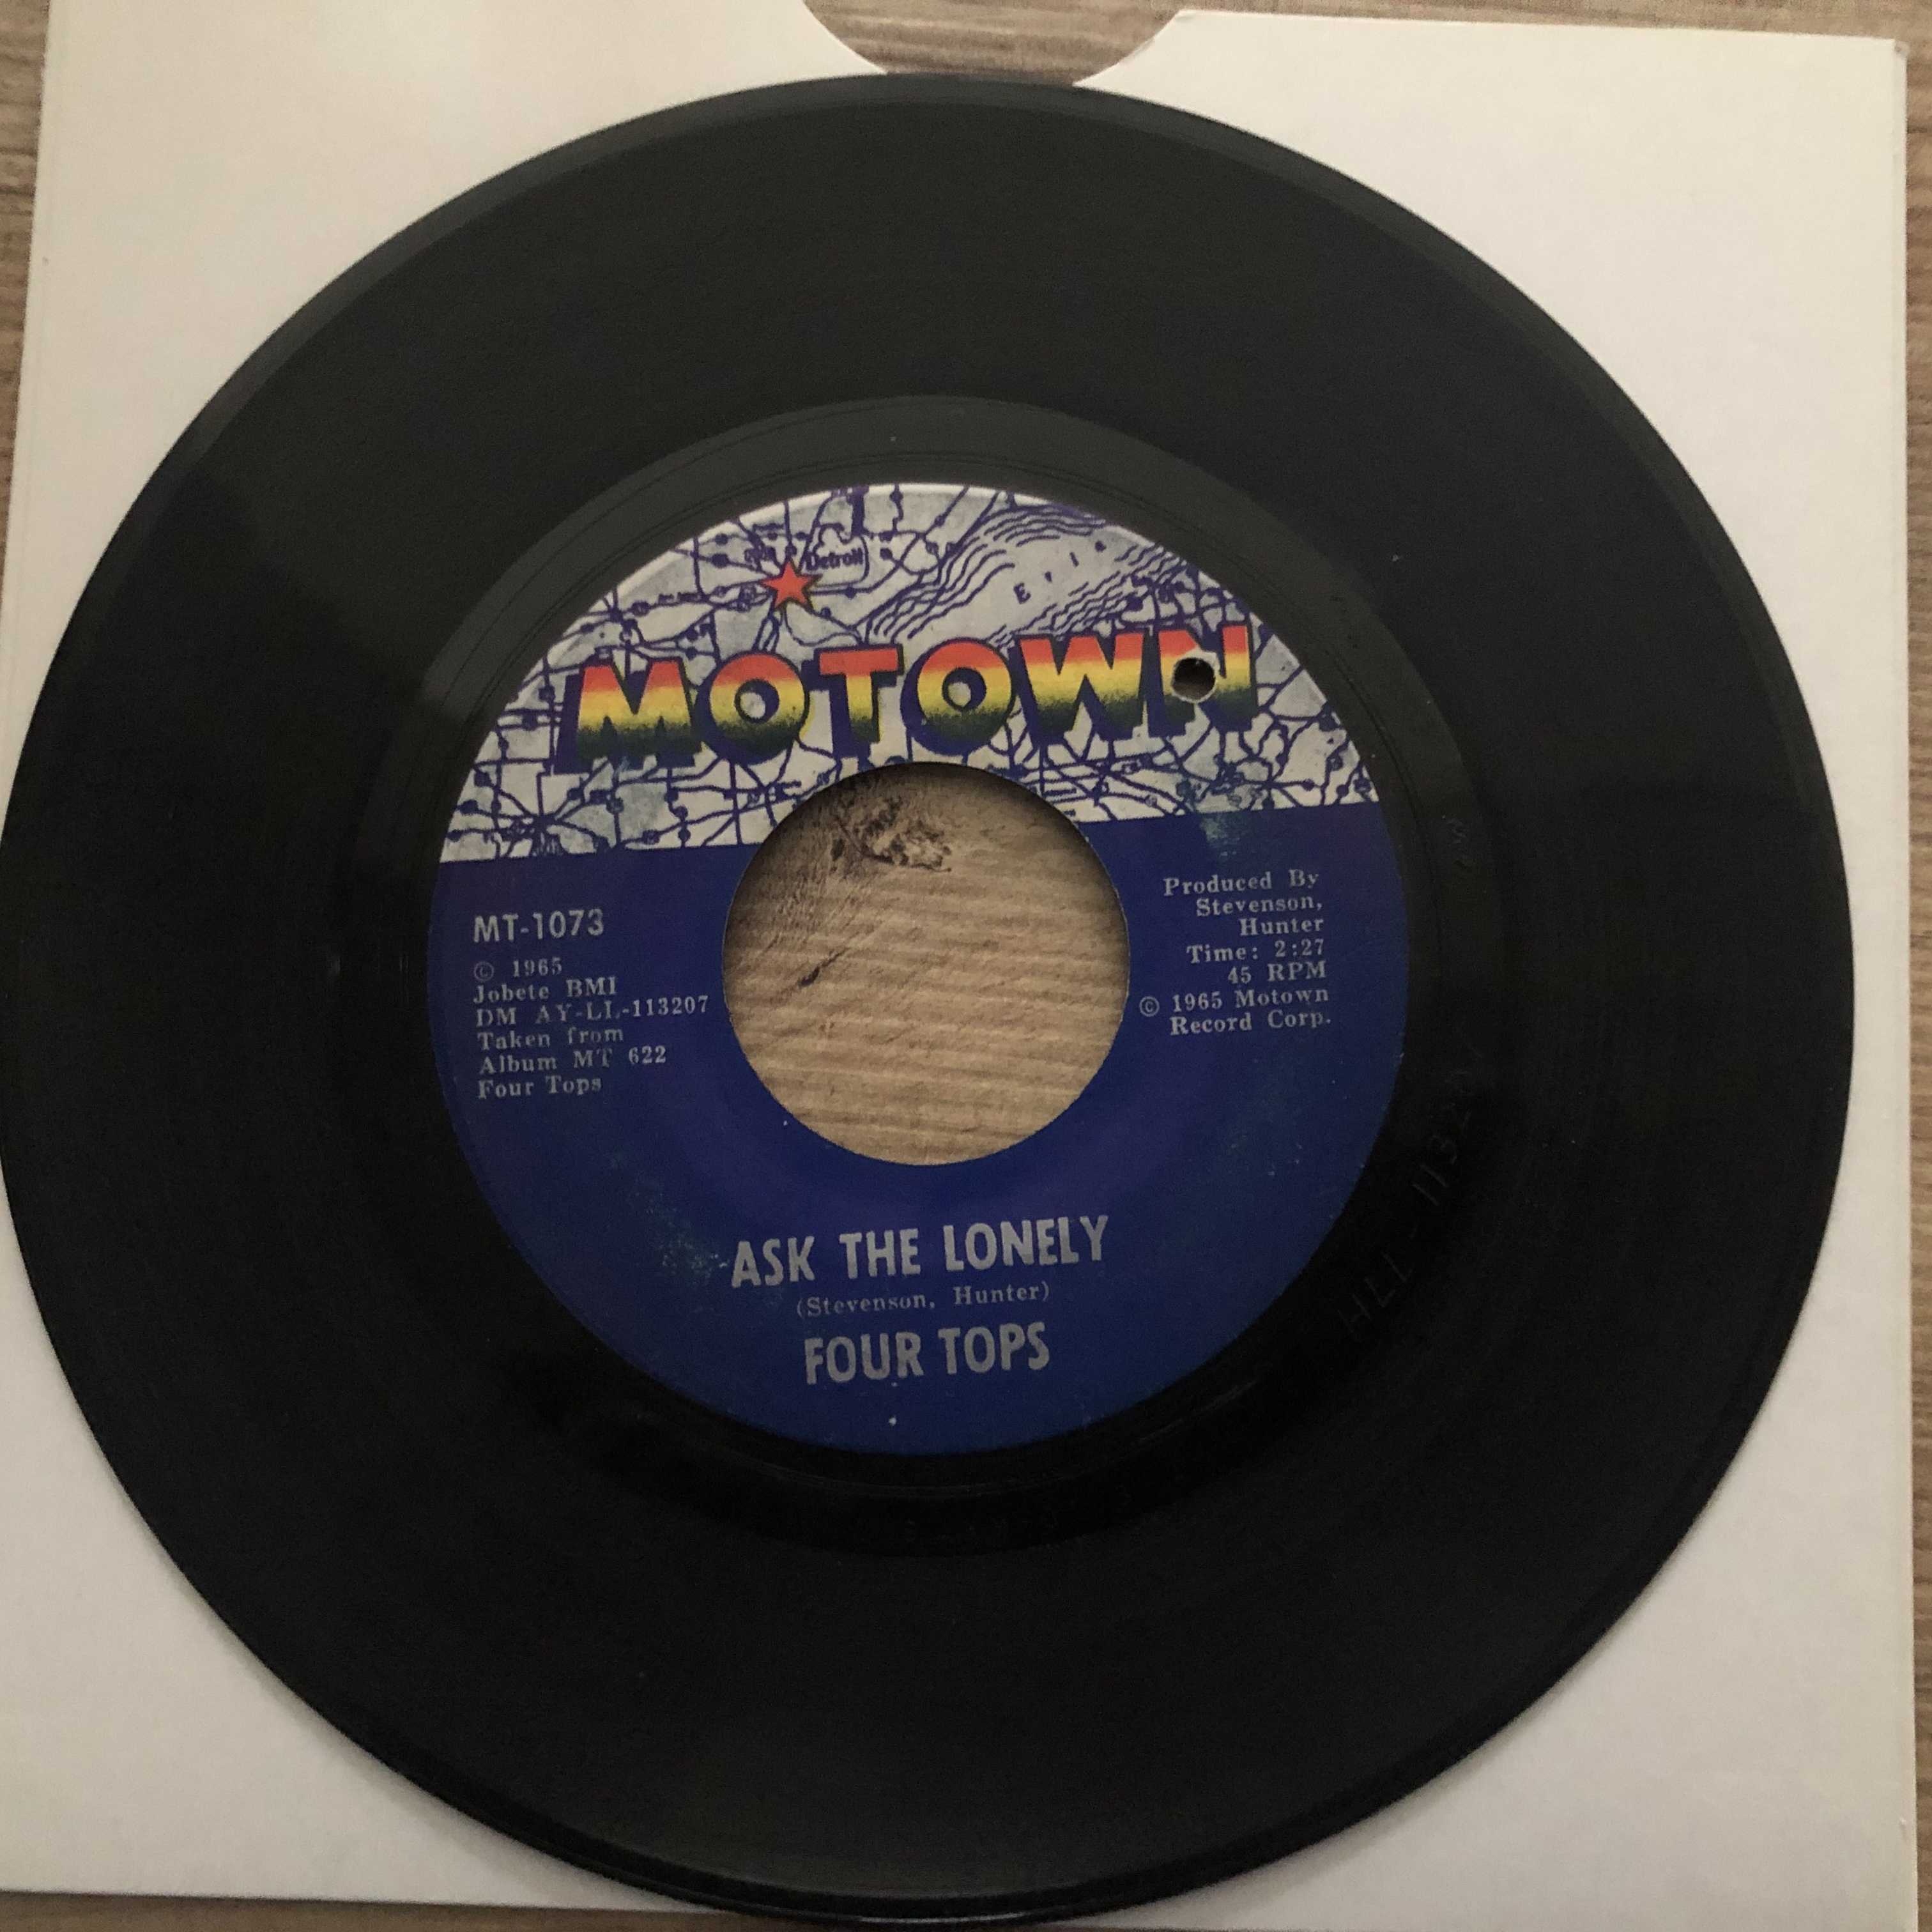 Detroit
Erie
MOTOWN
MT-1073
© 1965
Jobete BMI
DM AY-LL-113207
Taken from
Album MT 622
Four Tops
Produced By
Stevenson,
Hunter
Time: 2:27
45 RPM
© 1965 Motown
Record Corp.
ASK THE LONELY
(Stevenson, Hunter)
FOUR TOPS